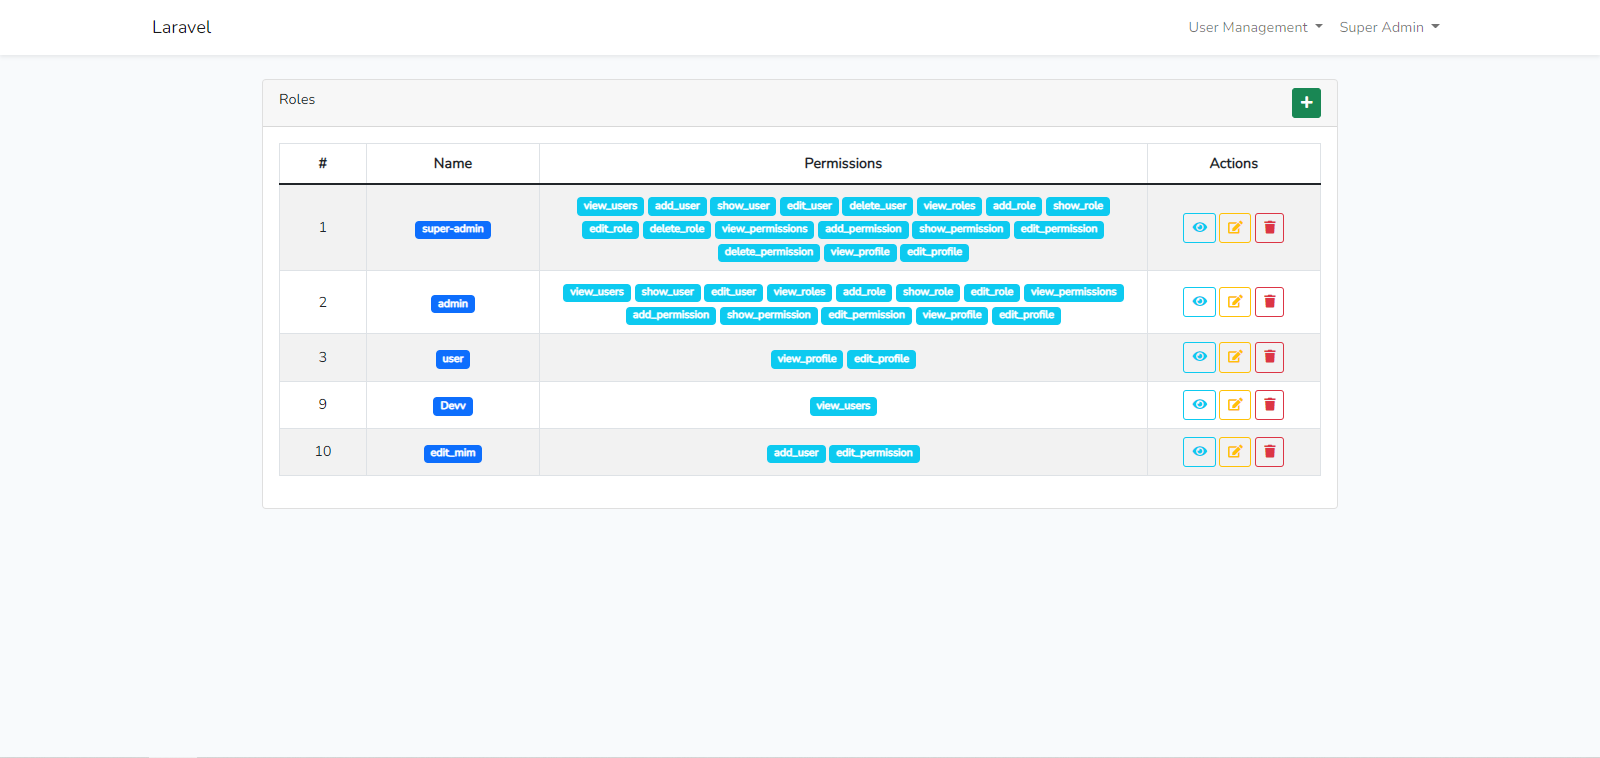 Laravel User Management Super Admin
Roles
# Name Permissions Actions
view_users add_user show_user edit_user delete_user view_roles add_role show_role
1 super-admin edit_role delete_role view_permissions add_permission show_permission edit_permission
delete_permission view_profile edit_profile
view_users show_user edit_user view_roles add_role show_role edit_role view_permissions
2 admin
add_permission show_permission edit_permission view_profile edit_profile
3 user view_profile edit_profile
9 Devv view_users
10 edit_mim add_user edit_permission